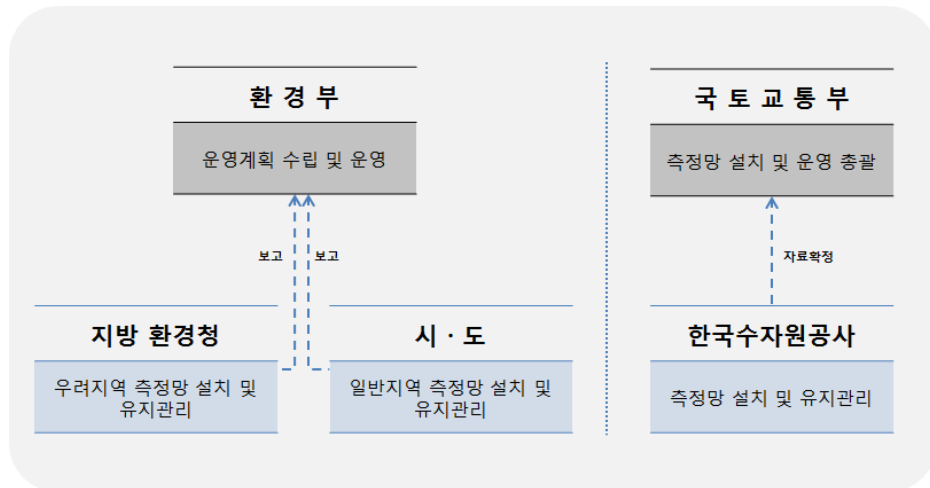 환 경 부
운영계획 수립 및 운영
보고
보고
지방 환경청
우려지역 측정망 설치 및
유지관리
시 · 도
일반지역 측정망 설치 및
유지관리
국 토 교 통 부
측정망 설치 및 운영 총괄
자료확정
한국수자원공사
측정망 설치 및 유지관리